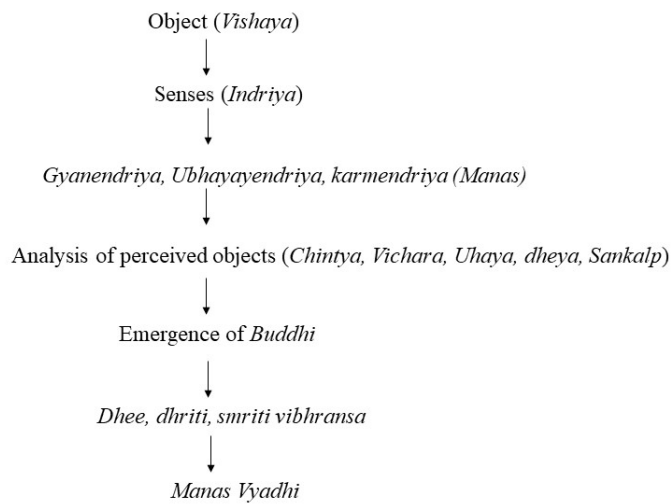 Object (Vishaya)
Senses (Indriya)
Gyanendriya, Ubhayayendriya, karmendriya (Manas)
Analysis of perceived objects (Chintya, Vichara, Uhaya, dheya, Sankalp)
Emergence of Buddhi
Dhee, dhriti, smriti vibhransa
Manas Vyadhi